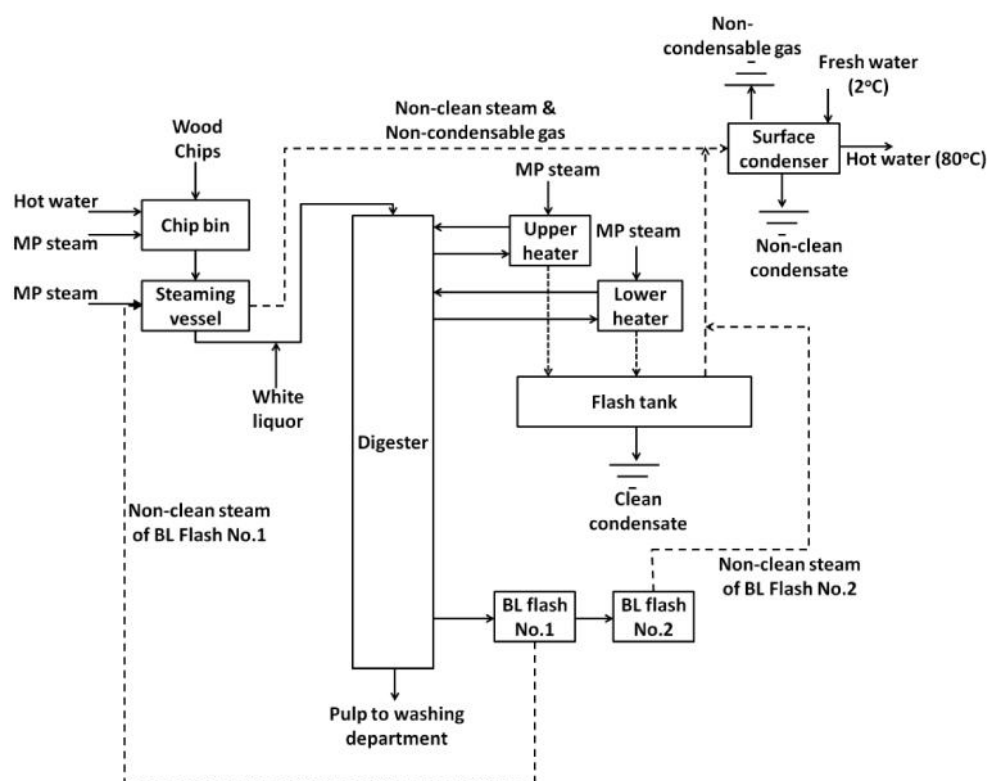 Non-
condensable gas
Fresh water
(2°C)
Non-clean steam &
Non-condensable gas
Surface
condenser
Hot water (80°C)
Wood
Chips
MP steam
Hot water
Chip bin
MP steam
Upper
heater
MP steam
Non-clean
condensate
MP steam
Steaming
vessel
Lower
heater
White
liquor
Flash tank
Digester
Clean
condensate
Non-clean steam
of BL Flash No.1
Non-clean steam
of BL Flash No.2
BL flash
No.1
BL flash
No.2
Pulp to washing
department